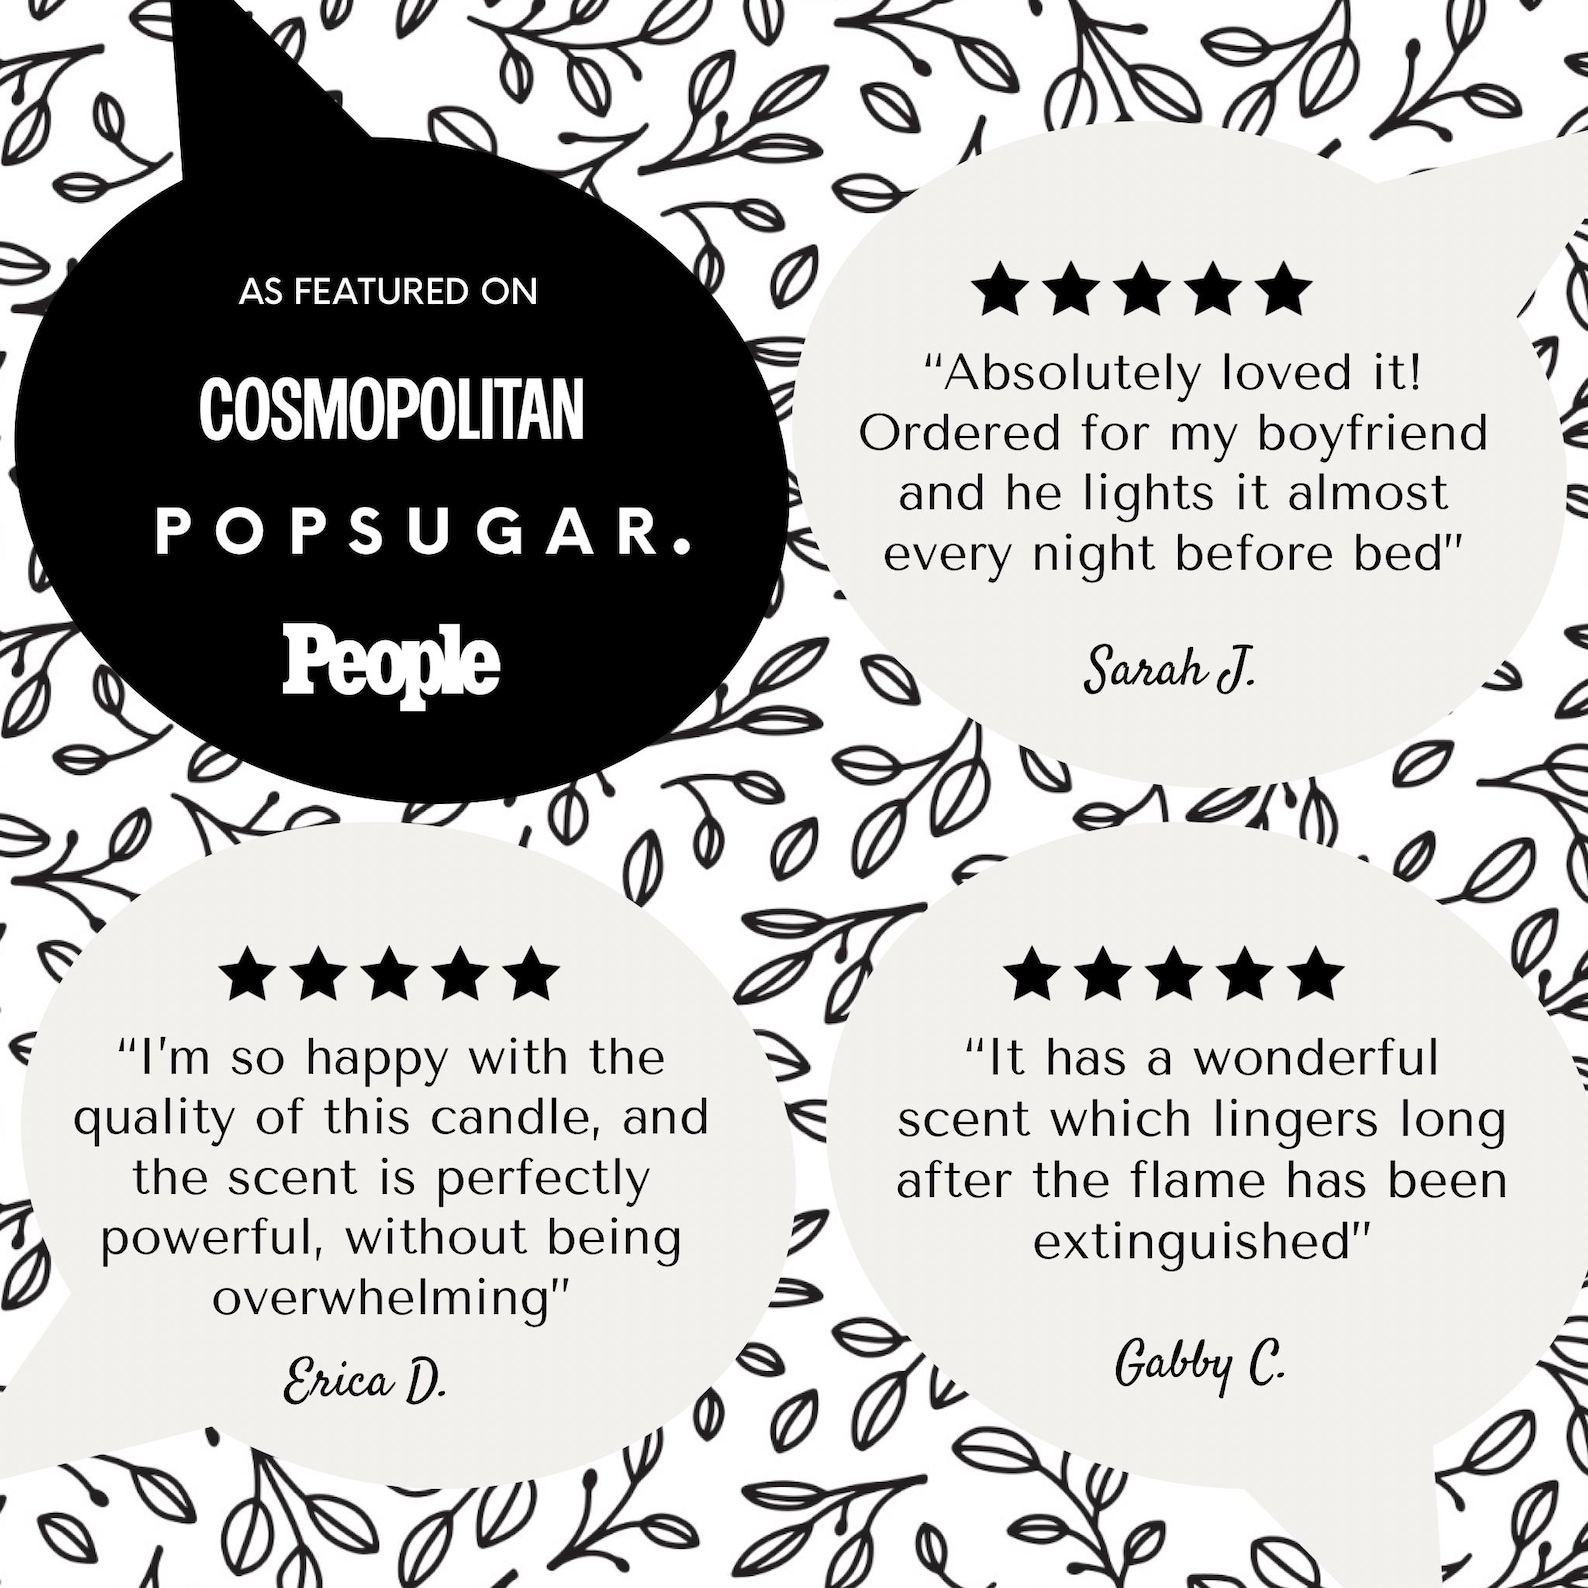 AS FEATURED ON
COSMOPOLITAN
POPSUGAR.
People
“Absolutely loved it!
Ordered for my boyfriend
and he lights it almost
every night before bed”
Sarah J.
“I'm so happy with the
quality of this candle, and
the scent is perfectly
powerful, without being
overwhelming”
Erica D.
“It has a wonderful
scent which lingers long
after the flame has been
extinguished”
Gabby C.